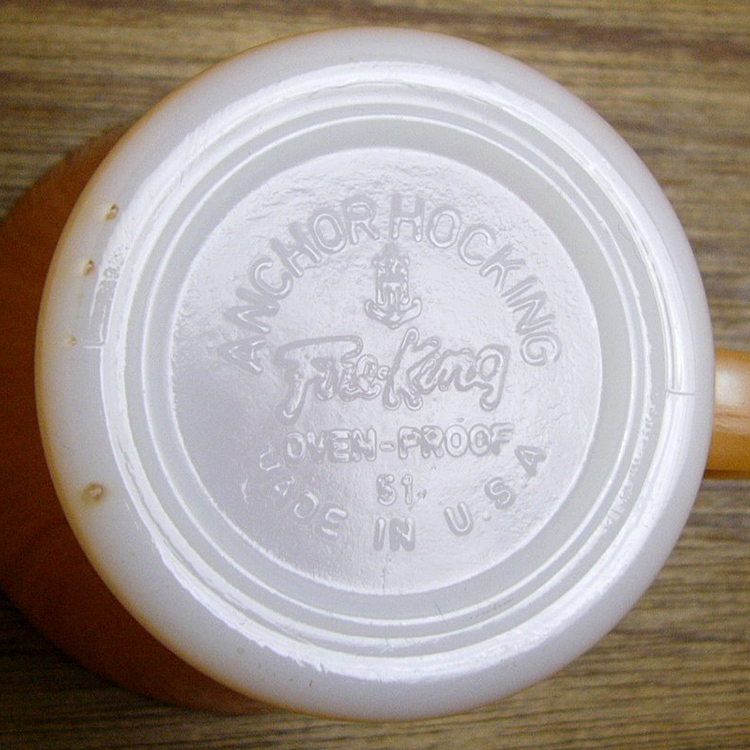 ANCHOR HOCKING
Fire-King
OVEN-PROOF
51.
MADE IN U.S.A